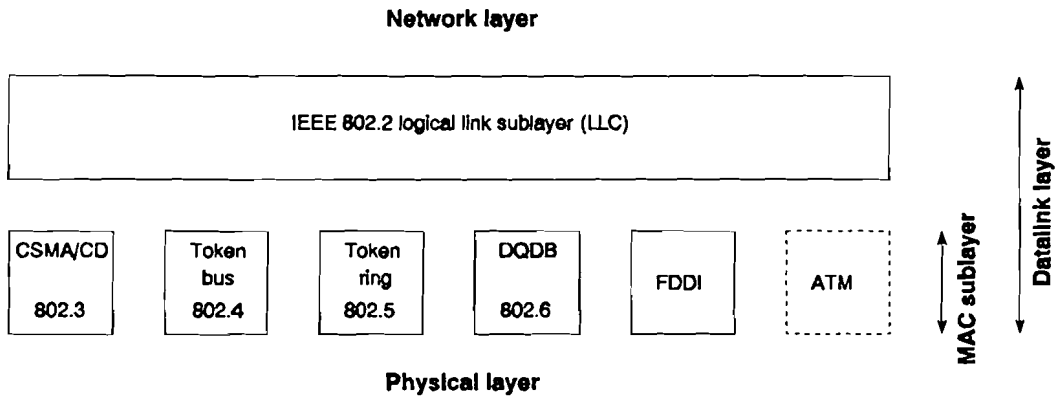 Network layer
IEEE 802.2 logical link sublayer (LLC)
CSMA/CD
802.3
Token
bus
802.4
Token
ring
802.5
DQDB
802.6
FDDI
ATM
MAC sublayer
Datalink layer
Physical layer